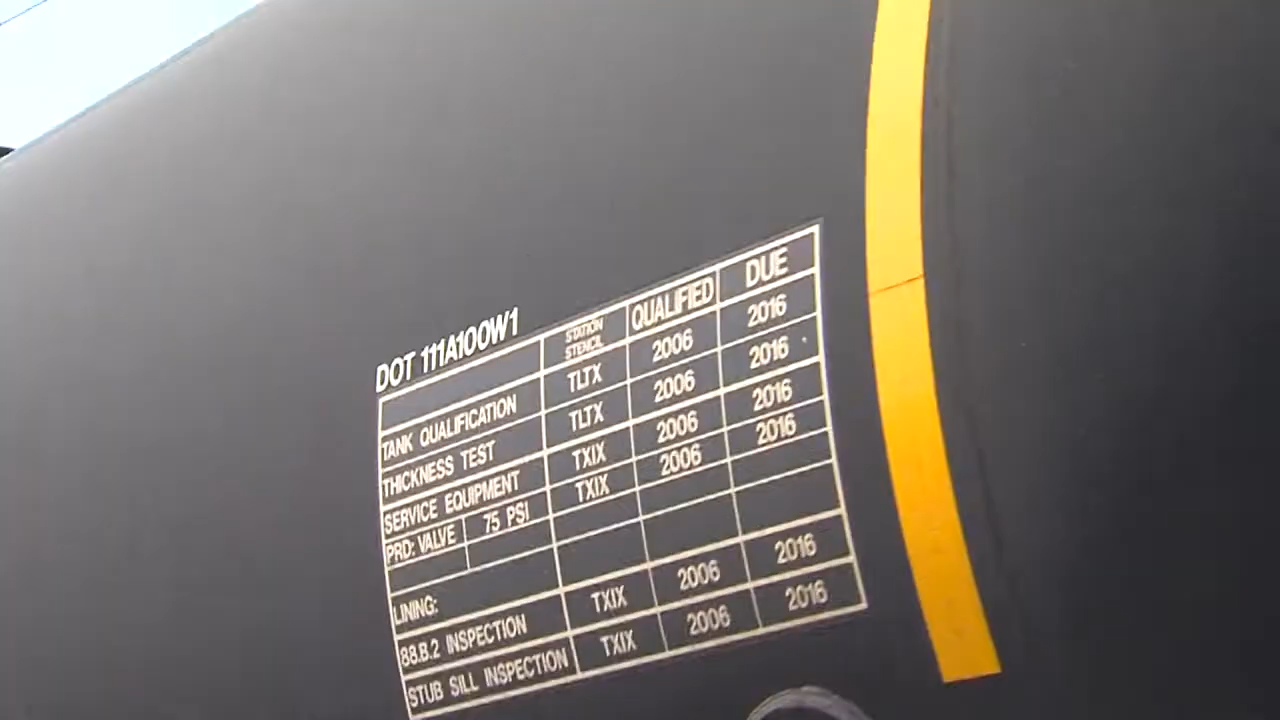 DOT 111A100W1
STATION STENCIL QUALIFIED DUE
TANK QUALIFICATION TLTX 2006 2016
THICKNESS TEST TLTX 2006 2016
SERVICE EQUIPMENT TXIX 2006 2016
PRD: VALVE 75 PSI TXIX 2006 2016
LINING:
88.B.2 INSPECTION TXIX 2006 2016
STUB SILL INSPECTION TXIX 2006 2016